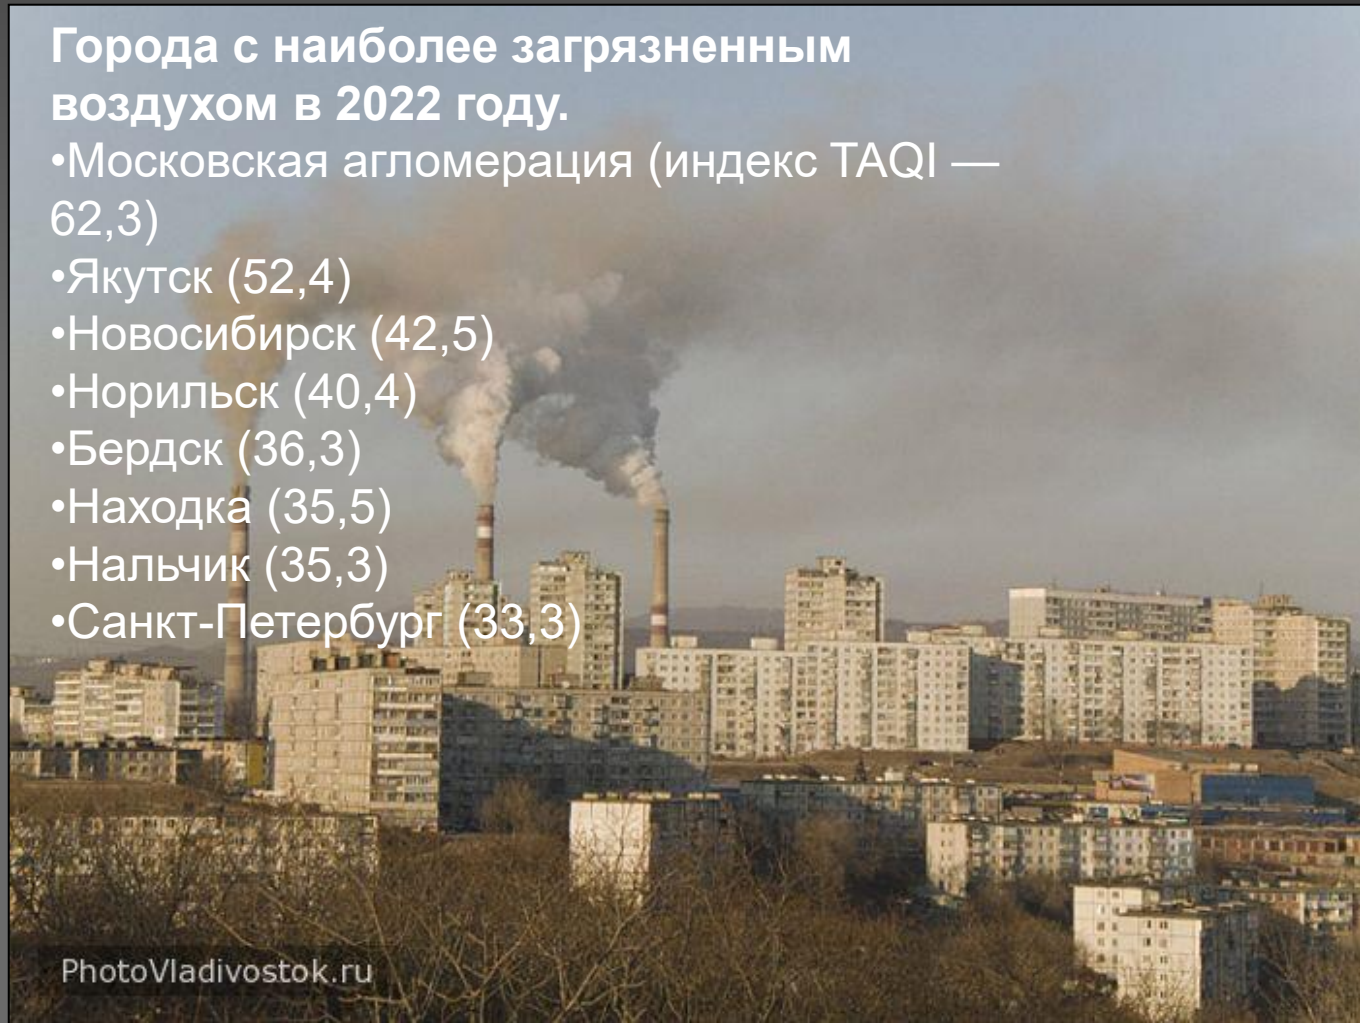 Города с наиболее загрязненным
воздухом в 2022 году.
•Московская агломерация (индекс TAQI —
62,3)
•Якутск (52,4)
•Новосибирск (42,5)
•Норильск (40,4)
•Бердск (36,3)
•Находка (35,5)
•Нальчик (35,3)
•Санкт-Петербург (33,3)
PhotoVladivostok.ru